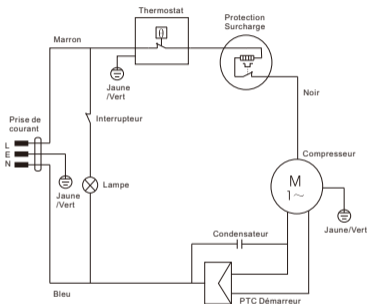 Thermostat
Protection
Surcharge
Marron
Jaune
/Vert
Noir
Prise de
courant
Interrupteur
L
E
N
Compresseur
M
1~
Jaune
/Vert
Lampe
Jaune/Vert
Condensateur
Bleu
PTC Démarreur